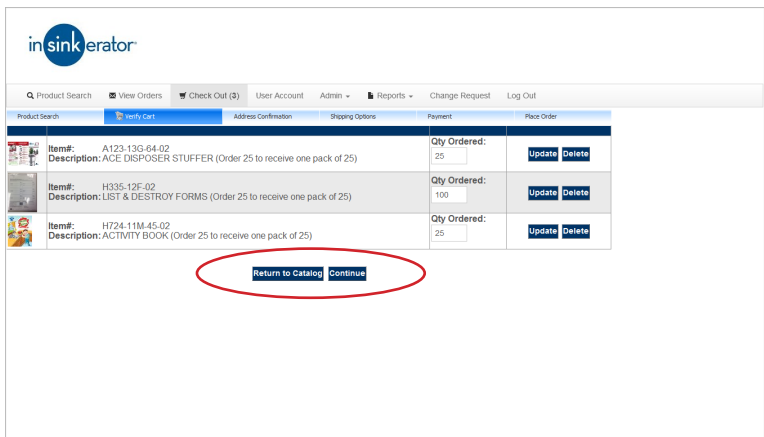 insinkerator
Product Search View Orders Check Out (3) User Account Admin Reports Change Request Log Out
Product Search Verify Cart Address Confirmation Shipping Options Payment Place Order
Item#: A123-13G-64-02
Description: ACE DISPOSER STUFFER (Order 25 to receive one pack of 25)
Qty Ordered:
25
Update Delete
Item#: H335-12F-02
Description: LIST & DESTROY FORMS (Order 25 to receive one pack of 25)
Qty Ordered:
100
Update Delete
Item#: H724-11M-45-02
Description: ACTIVITY BOOK (Order 25 to receive one pack of 25)
Qty Ordered:
25
Update Delete
Return to Catalog Continue